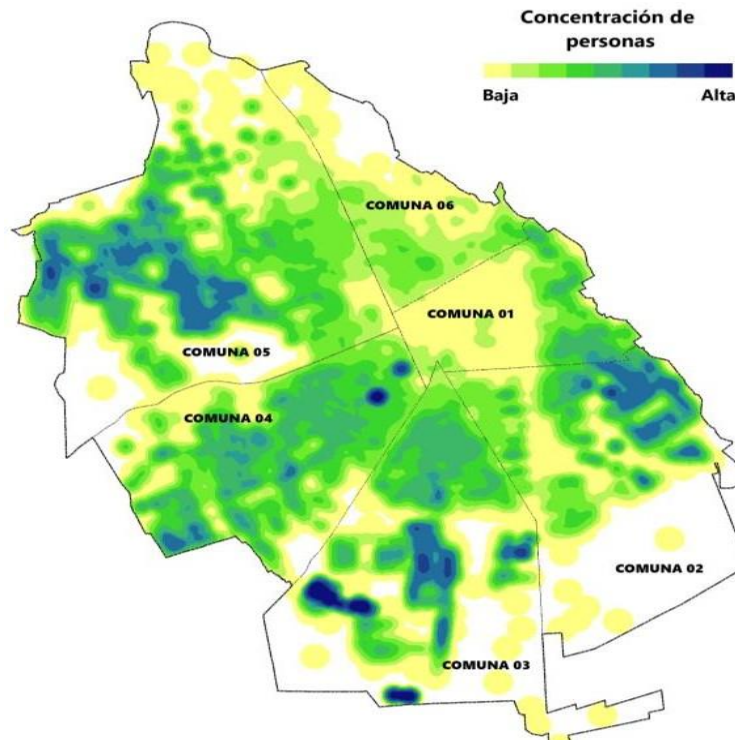 Concentración de
personas
Baja Alta
COMUNA 06
COMUNA 01
COMUNA 05
COMUNA 04
COMUNA 02
COMUNA 03